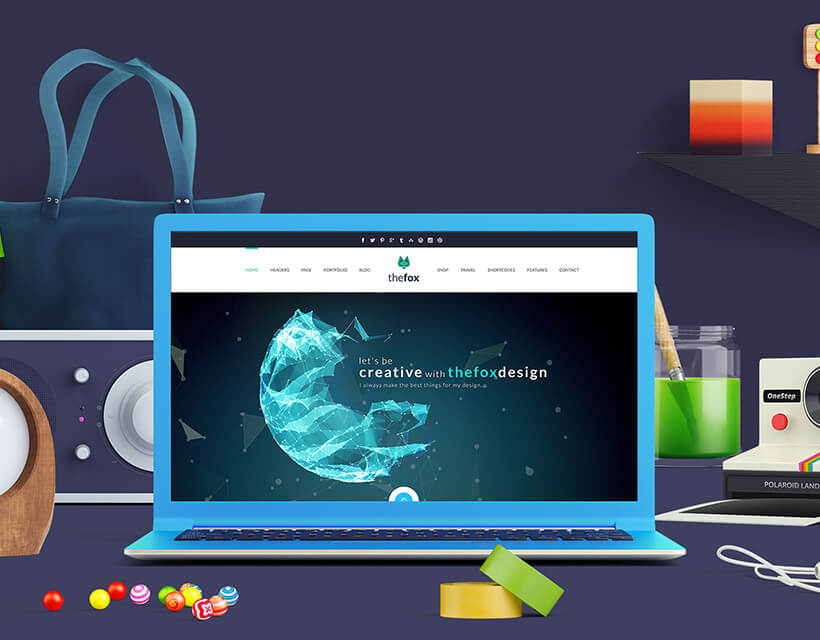 HOME HEADERS PAGE PORTFOLIO BLOG thefox SHOP TRAVEL SHORTCODES FEATURES CONTACT
let's be
creative with thefoxdesign
I always make the best things for my design..
OneStep
POLAROID LAND